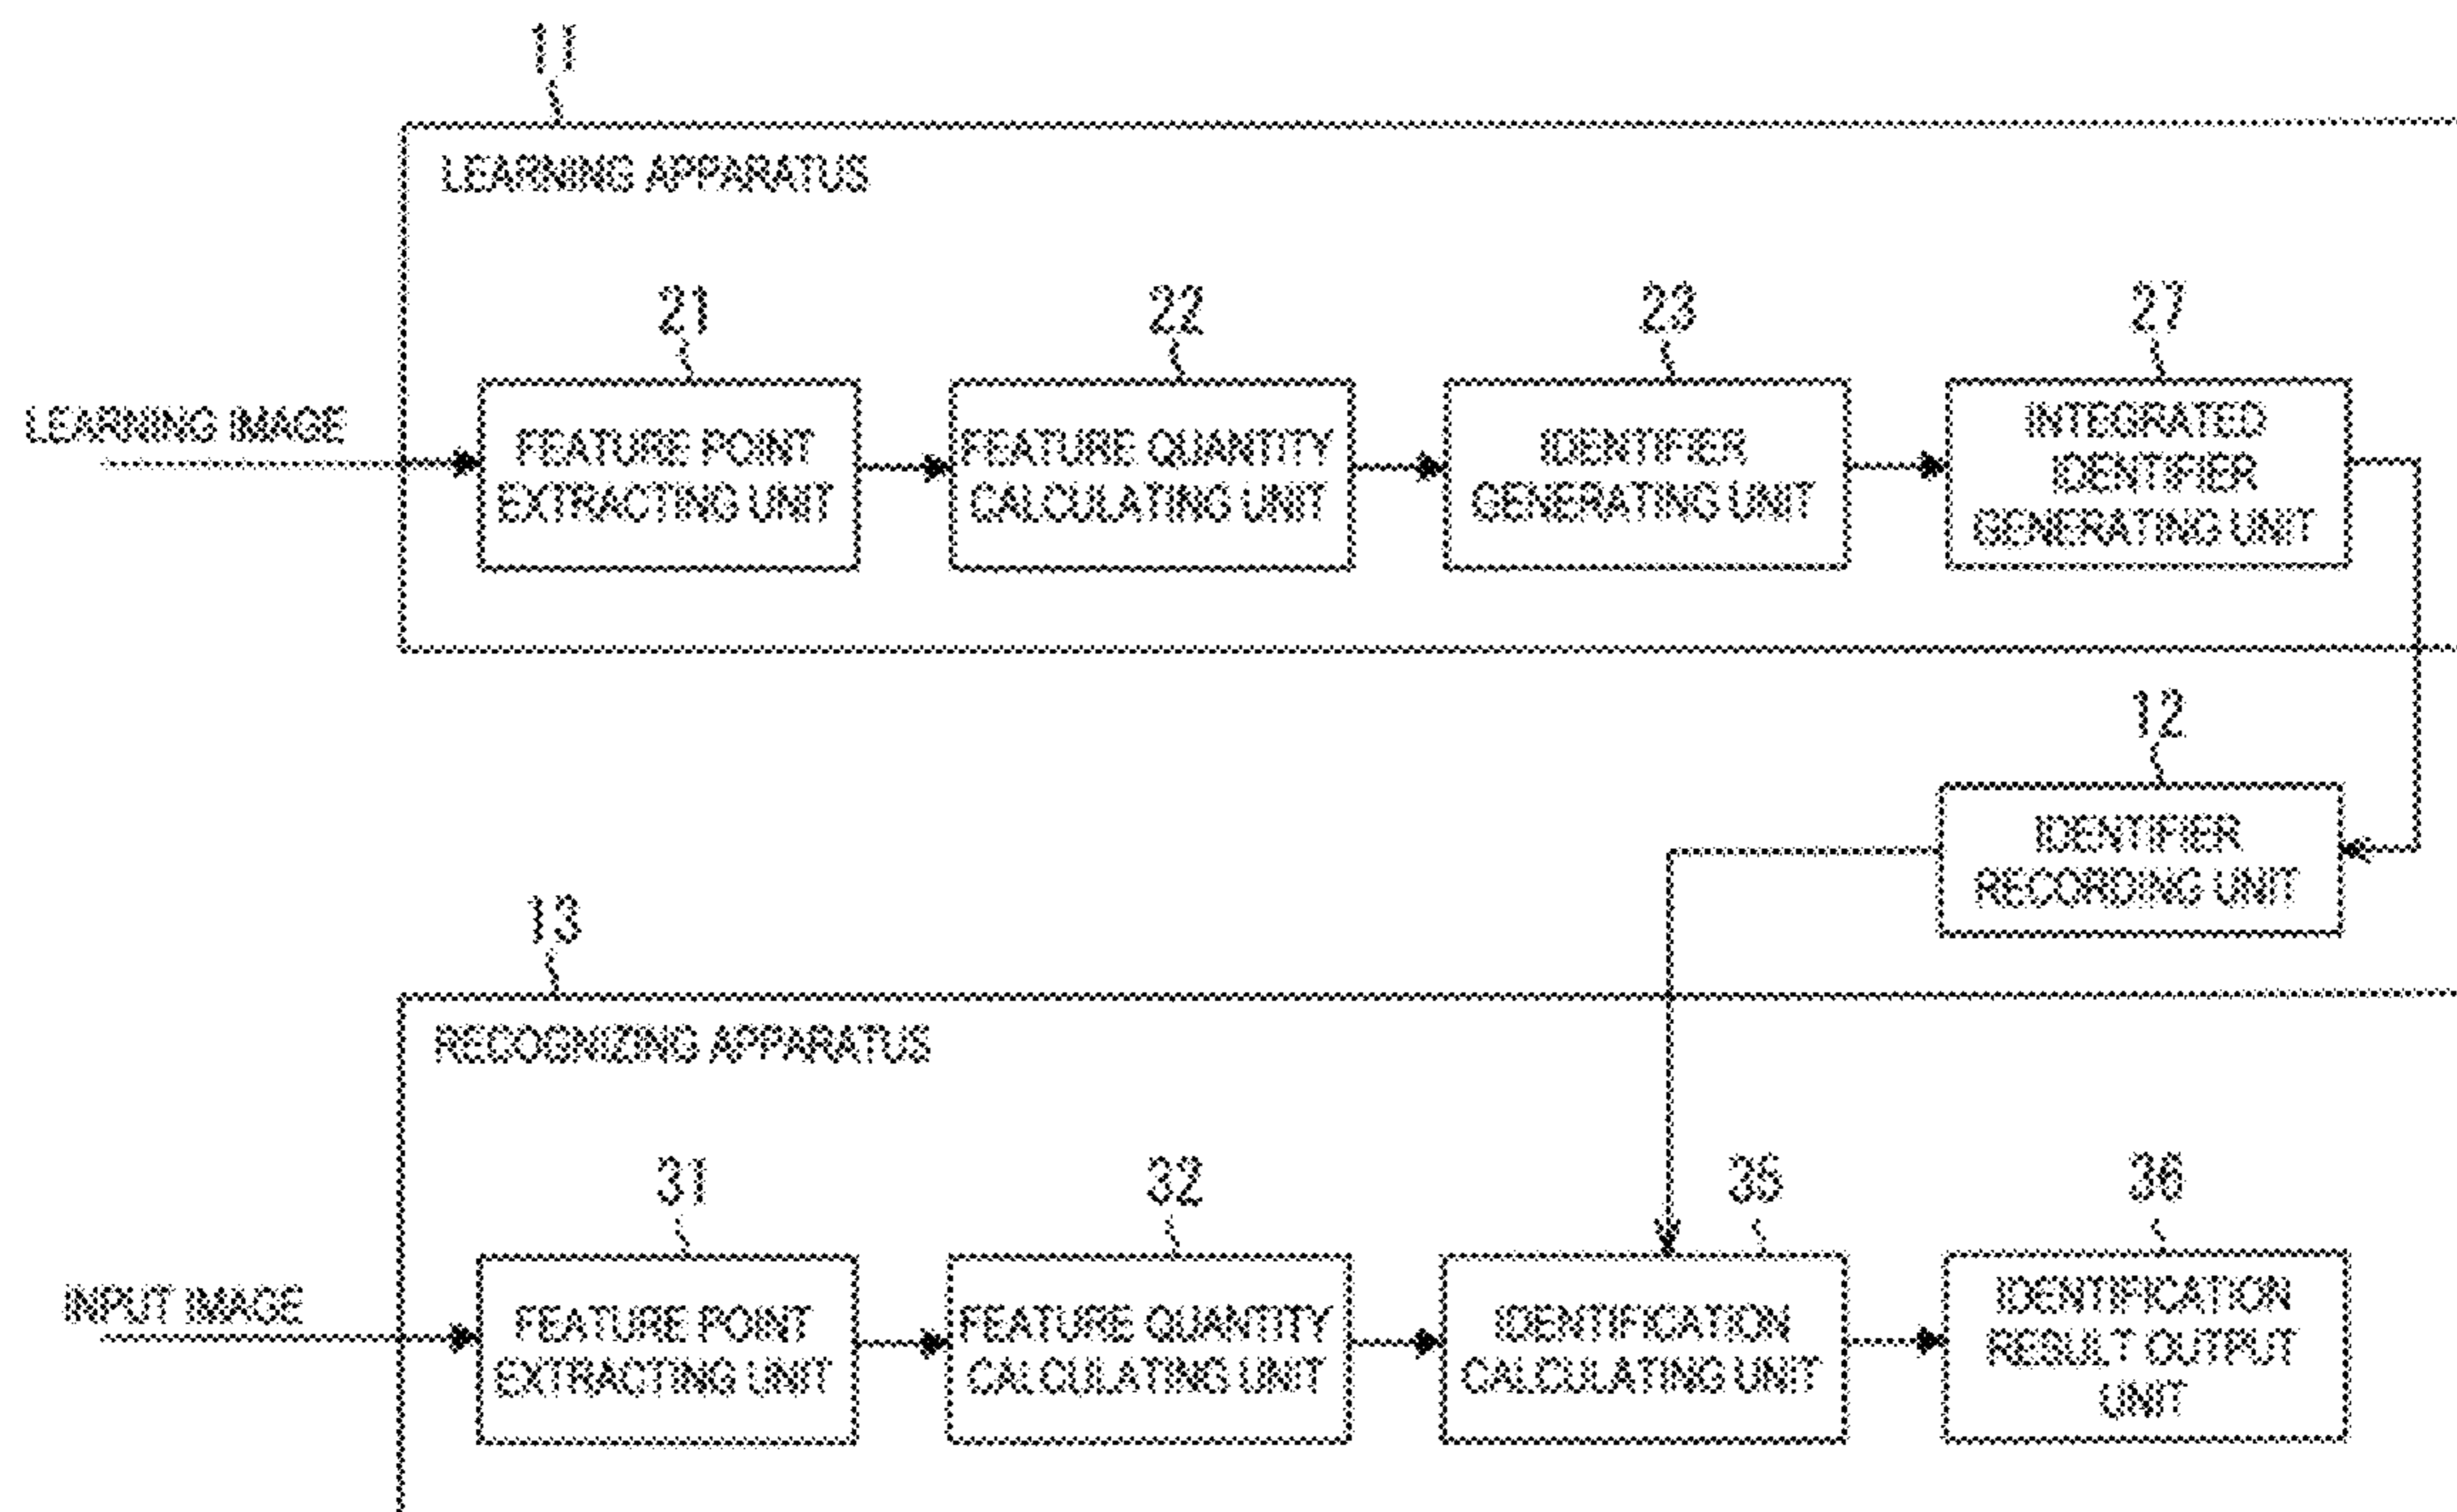 11
LEARNING APPARATUS
21
22
23
27
LEARNING IMAGE
FEATURE POINT
EXTRACTING UNIT
FEATURE QUANTITY
CALCULATING UNIT
IDENTIFIER
GENERATING UNIT
INTEGRATED
IDENTIFIER
GENERATING UNIT
12
IDENTIFIER
RECORDING UNIT
13
RECOGNIZING APPARATUS
31
32
35
36
INPUT IMAGE
FEATURE POINT
EXTRACTING UNIT
FEATURE QUANTITY
CALCULATING UNIT
IDENTIFICATION
CALCULATING UNIT
IDENTIFICATION
RESULT OUTPUT
UNIT